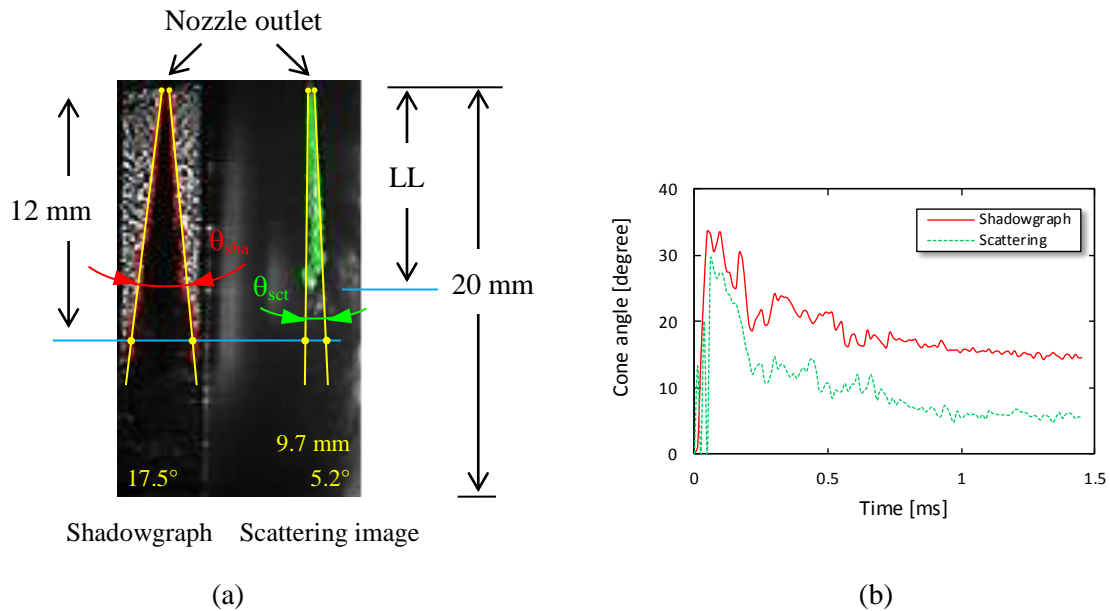 Nozzle outlet
12 mm
θsha
θsct
LL
20 mm
9.7 mm
17.5°
5.2°
Shadowgraph
Scattering image
(a)
Cone angle [degree]
40
30
20
10
0
Shadowgraph
Scattering
0
0.5
1
1.5
Time [ms]
(b)